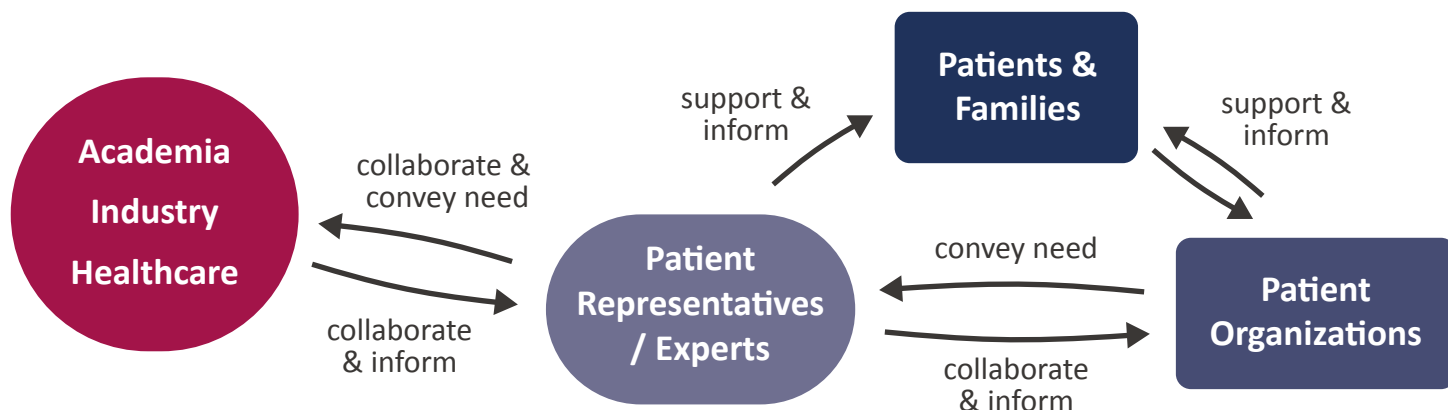 Academia
Industry
Healthcare
collaborate &
convey need
collaborate
& inform
Patient
Representatives
/ Experts
support &
inform
Patients &
Families
support &
inform
convey need
collaborate
& inform
Patient
Organizations